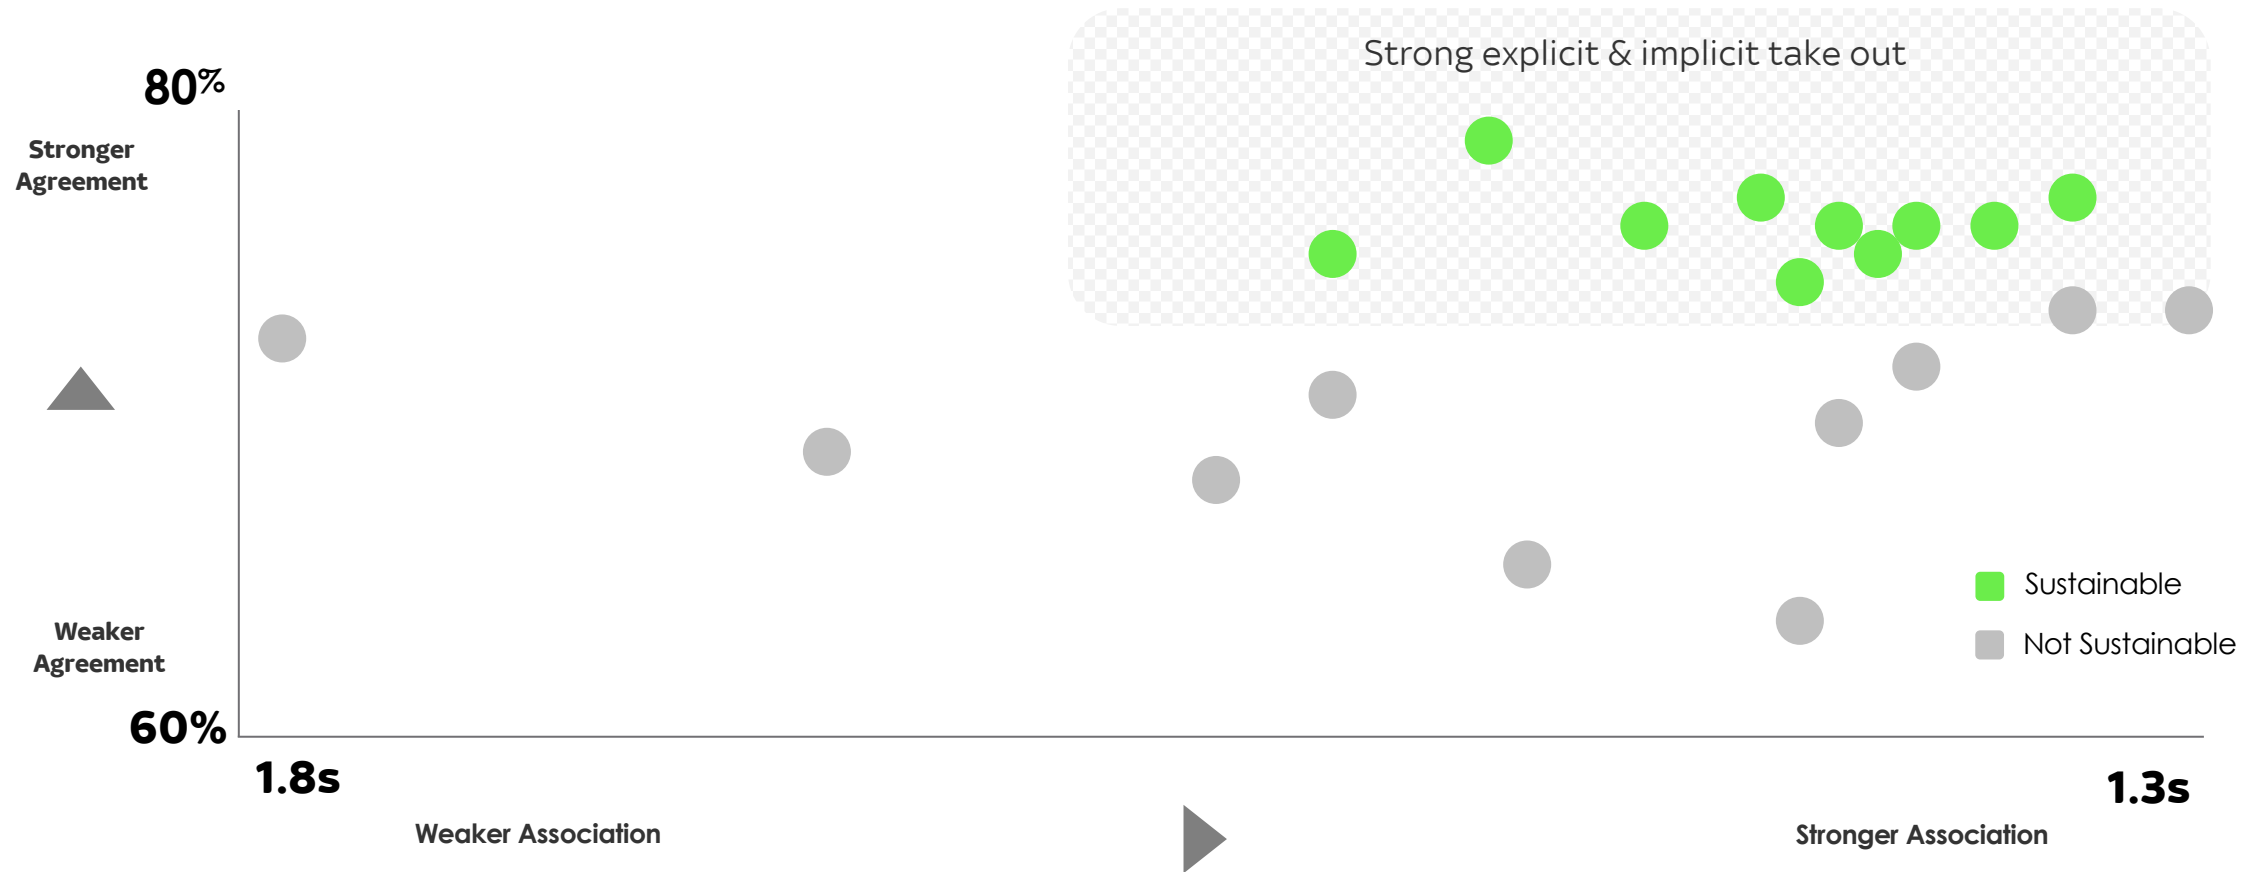 Strong explicit & implicit take out
80%
Stronger
Agreement
Weaker
Agreement
60%
Sustainable
Not Sustainable
1.8s
1.3s
Weaker Association
Stronger Association